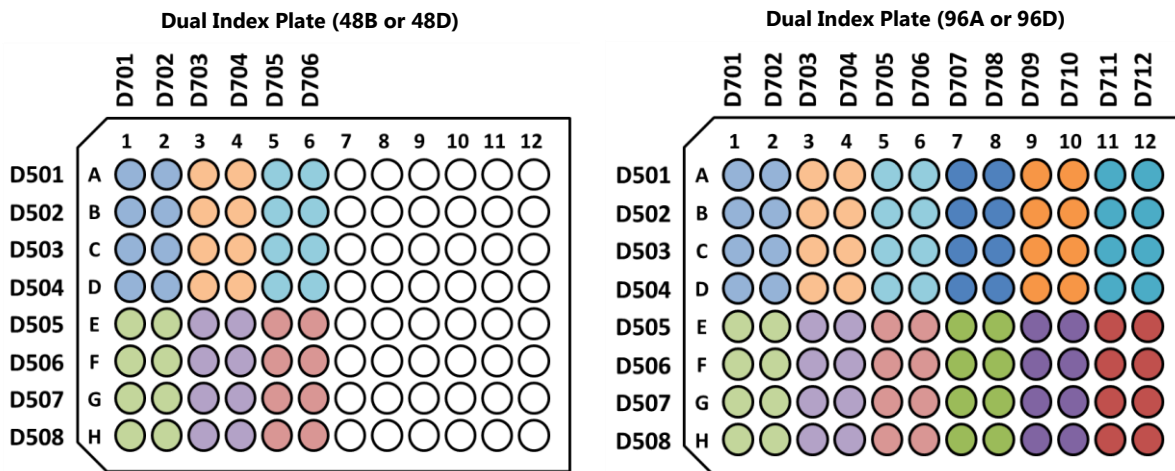 Dual Index Plate (48B or 48D)
D701 D702 D703 D704 D705 D706
1 2 3 4 5 6 7 8 9 10 11 12
D501 A
D502 B
D503 C
D504 D
D505 E
D506 F
D507 G
D508 H
Dual Index Plate (96A or 96D)
D701 D702 D703 D704 D705 D706 D707 D708 D709 D710 D711 D712
1 2 3 4 5 6 7 8 9 10 11 12
D501 A
D502 B
D503 C
D504 D
D505 E
D506 F
D507 G
D508 H